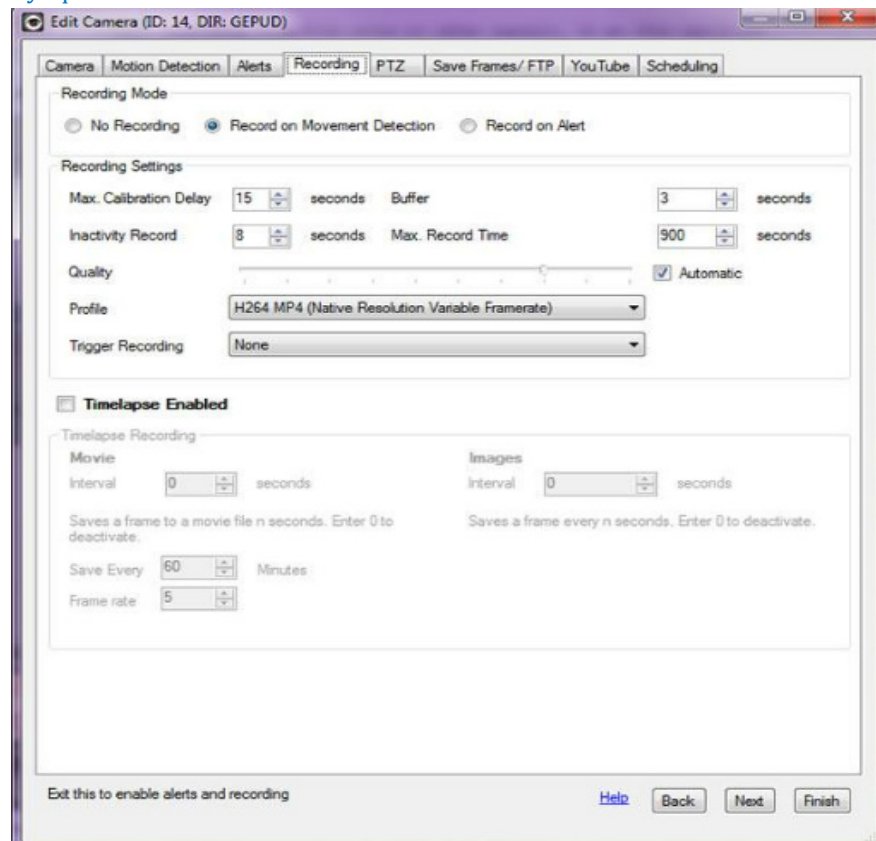 Edit Camera (ID: 14, DIR: GEPUD)
Camera Motion Detection Alerts Recording PTZ Save Frames/ FTP YouTube Scheduling
Recording Mode
No Recording Record on Movement Detection Record on Alert
Recording Settings
Max. Calibration Delay 15 seconds Buffer 3 seconds
Inactivity Record 8 seconds Max. Record Time 900 seconds
Quality Automatic
Profile H264 MP4 (Native Resolution Variable Framerate)
Trigger Recording None
Timelapse Enabled
Timelapse Recording
Movie Images
Interval 0 seconds Interval 0 seconds
Saves a frame to a movie file n seconds. Enter 0 to Saves a frame every n seconds. Enter 0 to deactivate.
deactivate.
Save Every 60 Minutes
Frame rate 5
Exit this to enable alerts and recording Help Back Next Finish